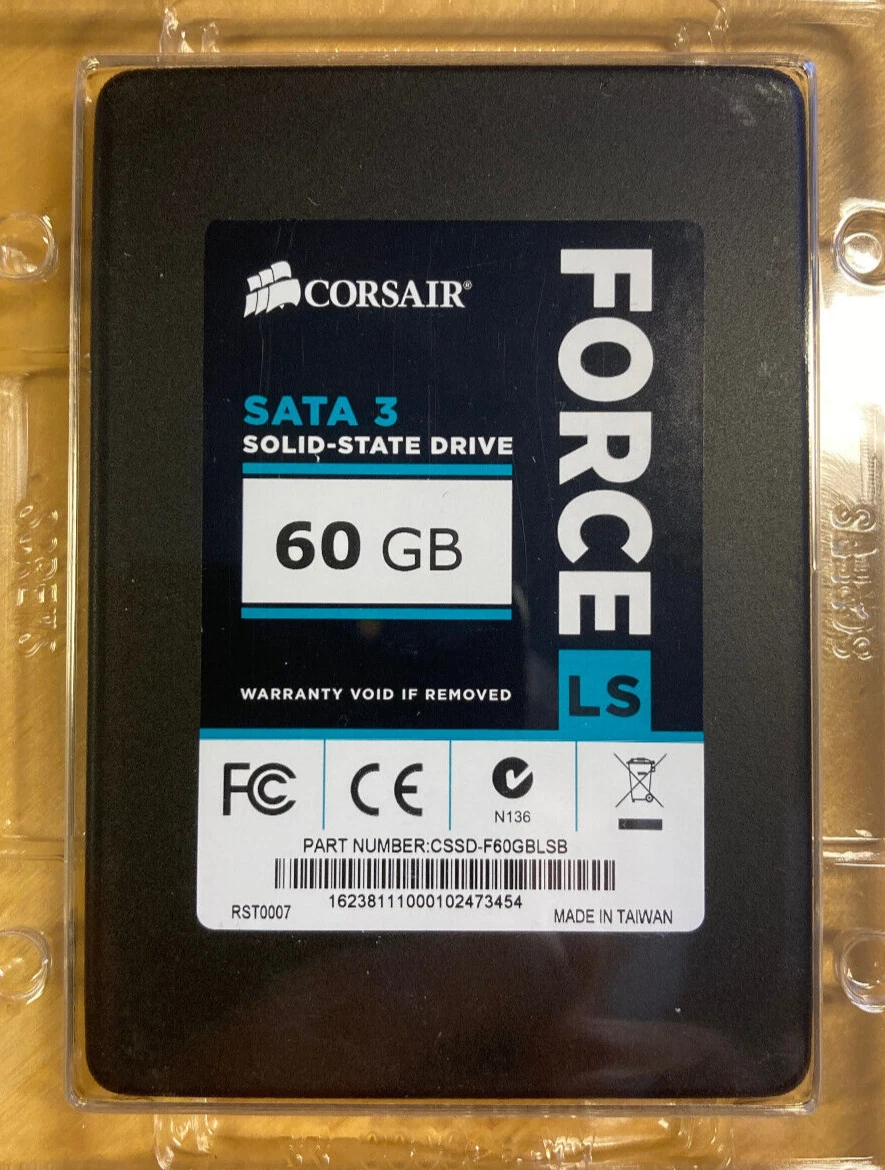 CORSAIR®
FORCE
LS
SATA 3
SOLID-STATE DRIVE
60 GB
WARRANTY VOID IF REMOVED
FC CE
N136
PART NUMBER:CSSD-F60GBLSB
16238111000102473454
RST0007
MADE IN TAIWAN
SCREWS